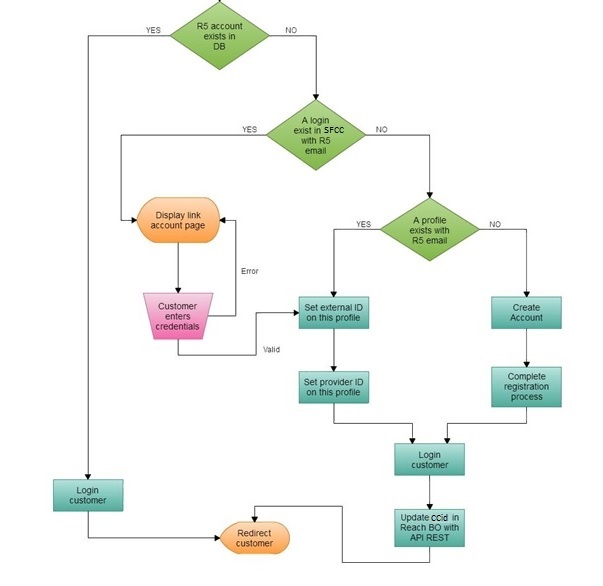 R5 account
exists in
DB
YES
NO
A login
exist in SFCC
with R5
email
YES
NO
Display link
account page
A profile
exists with
R5 email
YES
NO
Error
Customer
enters
credentials
Valid
Set external ID
on this profile
Create
Account
Set provider ID
on this profile
Complete
registration
process
Login
customer
Login
customer
Update ccid in
Reach BO with
API REST
Redirect
customer